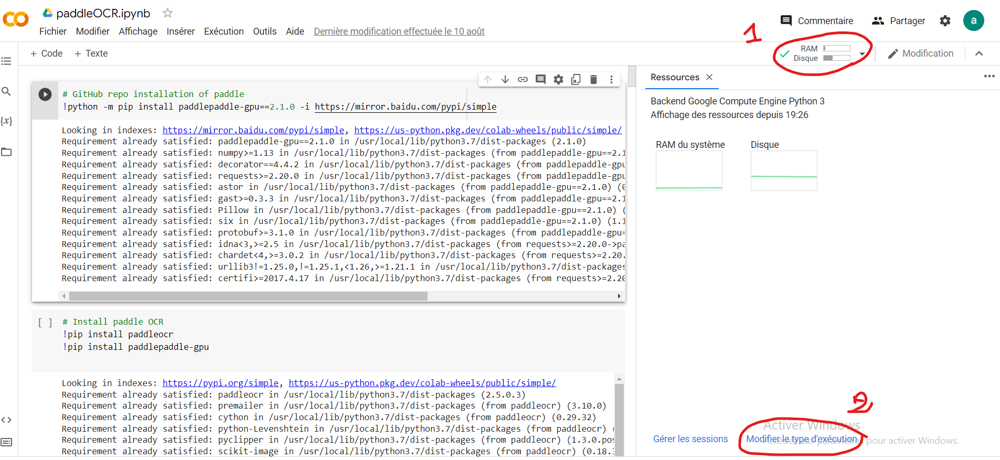 paddleOCR.ipynb
Fichier Modifier Affichage Insérer Exécution Outils Aide Dernière modification effectuée le 10 août
Commentaire Partager a
1
+ Code + Texte
RAM
Disque
Modification
# GitHub repo installation of paddle
!python -m pip install paddlepaddle-gpu==2.1.0 -i https://mirror.baidu.com/pypi/simple
Looking in indexes: https://mirror.baidu.com/pypi/simple, https://us-python.pkg.dev/colab-wheels/public/simple/
Requirement already satisfied: paddlepaddle-gpu==2.1.0 in /usr/local/lib/python3.7/dist-packages (2.1.0)
Requirement already satisfied: numpy>=1.13 in /usr/local/lib/python3.7/dist-packages (from paddlepaddle-gpu==2.1
Requirement already satisfied: decorator==4.4.2 in /usr/local/lib/python3.7/dist-packages (from paddlepaddle-gpu
Requirement already satisfied: requests>=2.20.0 in /usr/local/lib/python3.7/dist-packages (from paddlepaddle-gpu
Requirement already satisfied: astor in /usr/local/lib/python3.7/dist-packages (from paddlepaddle-gpu==2.1.0) (0
Requirement already satisfied: gast>=0.3.3 in /usr/local/lib/python3.7/dist-packages (from paddlepaddle-gpu==2.1
Requirement already satisfied: Pillow in /usr/local/lib/python3.7/dist-packages (from paddlepaddle-gpu==2.1.0) (
Requirement already satisfied: six in /usr/local/lib/python3.7/dist-packages (from paddlepaddle-gpu==2.1.0) (1.1
Requirement already satisfied: protobuf>=3.1.0 in /usr/local/lib/python3.7/dist-packages (from paddlepaddle-gpu=
Requirement already satisfied: idna<3,>=2.5 in /usr/local/lib/python3.7/dist-packages (from requests>=2.20.0->pa
Requirement already satisfied: chardet<4,>=3.0.2 in /usr/local/lib/python3.7/dist-packages (from requests>=2.20.
Requirement already satisfied: urllib3!=1.25.0,!=1.25.1,<1.26,>=1.21.1 in /usr/local/lib/python3.7/dist-packages
Requirement already satisfied: certifi>=2017.4.17 in /usr/local/lib/python3.7/dist-packages (from requests>=2.20
[ ] # Install paddle OCR
!pip install paddleocr
!pip install paddlepaddle-gpu
Looking in indexes: https://pypi.org/simple, https://us-python.pkg.dev/colab-wheels/public/simple/
Requirement already satisfied: paddleocr in /usr/local/lib/python3.7/dist-packages (2.5.0.3)
Requirement already satisfied: premailer in /usr/local/lib/python3.7/dist-packages (from paddleocr) (3.10.0)
Requirement already satisfied: cython in /usr/local/lib/python3.7/dist-packages (from paddleocr) (0.29.32)
Requirement already satisfied: python-Levenshtein in /usr/local/lib/python3.7/dist-packages (from paddleocr) (
Requirement already satisfied: pyclipper in /usr/local/lib/python3.7/dist-packages (from paddleocr) (1.3.0.pos
Requirement already satisfied: scikit-image in /usr/local/lib/python3.7/dist-packages (from paddleocr) (0.18.3
Ressources
Backend Google Compute Engine Python 3
Affichage des ressources depuis 19:26
RAM du système Disque
2
Activer Windows
Accédez aux paramètres pour activer Windows.
Gérer les sessions Modifier le type d'exécution